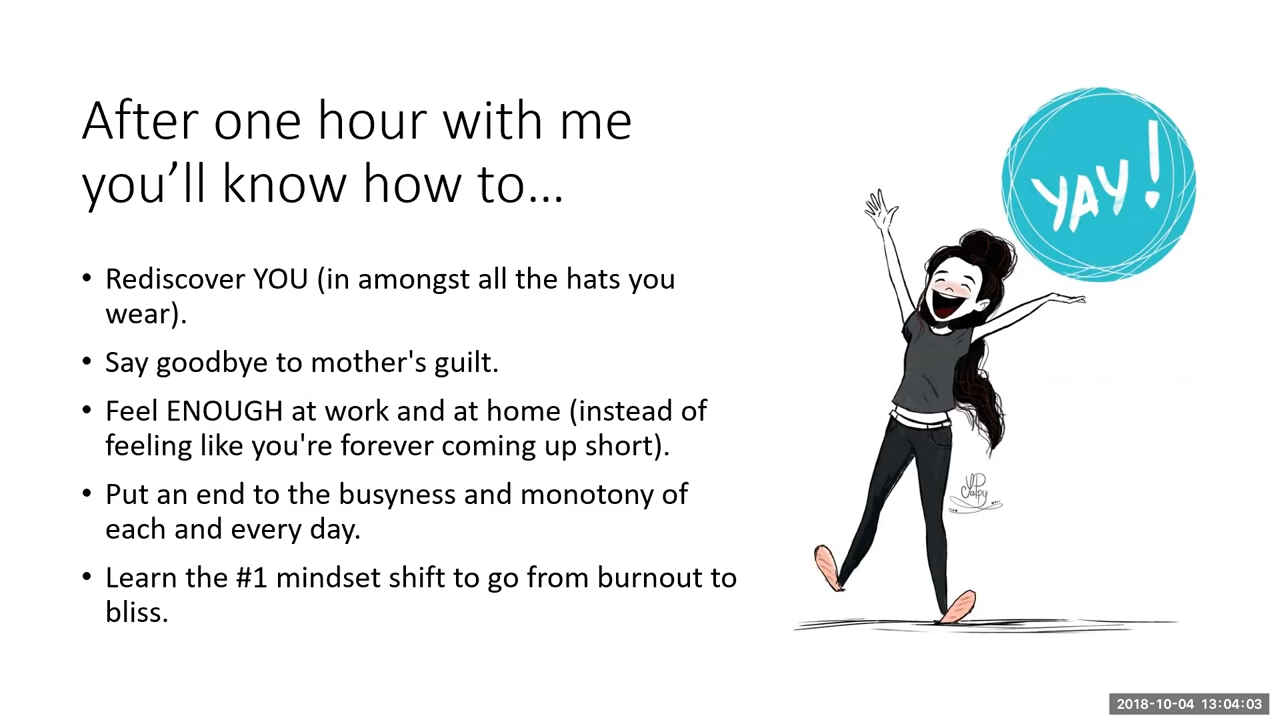 After one hour with me
you'll know how to...
• Rediscover YOU (in amongst all the hats you
wear).
• Say goodbye to mother's guilt.
• Feel ENOUGH at work and at home (instead of
feeling like you're forever coming up short).
• Put an end to the busyness and monotony of
each and every day.
• Learn the #1 mindset shift to go from burnout to
bliss.
YAY!
2018-10-04 13:04:03